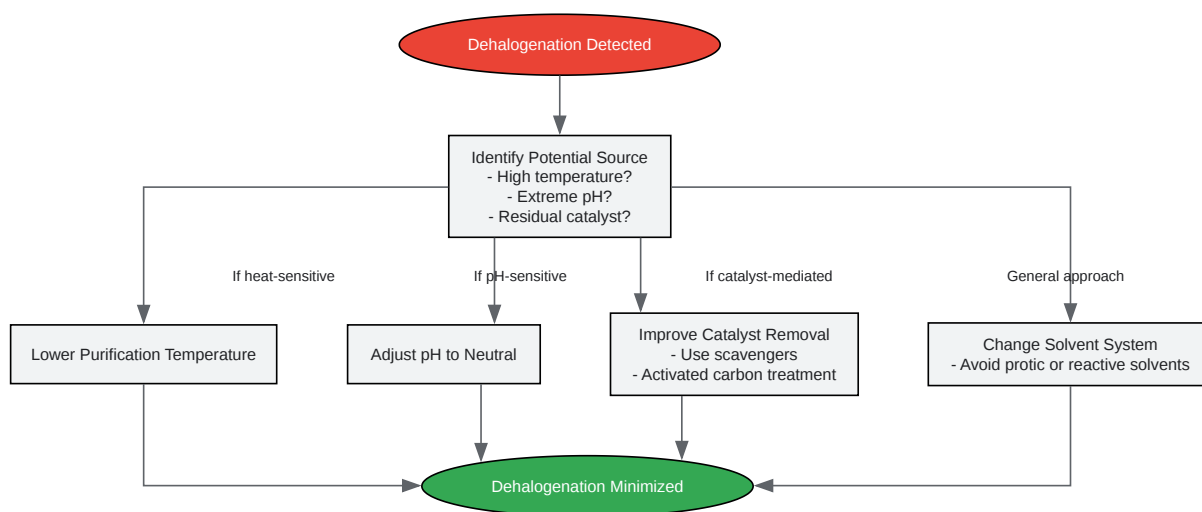 Dehalogenation Detected
Identify Potential Source
- High temperature?
- Extreme pH?
- Residual catalyst?
If heat-sensitive
If pH-sensitive
If catalyst-mediated
General approach
Lower Purification Temperature
Adjust pH to Neutral
Improve Catalyst Removal
- Use scavengers
- Activated carbon treatment
Change Solvent System
- Avoid protic or reactive solvents
Dehalogenation Minimized